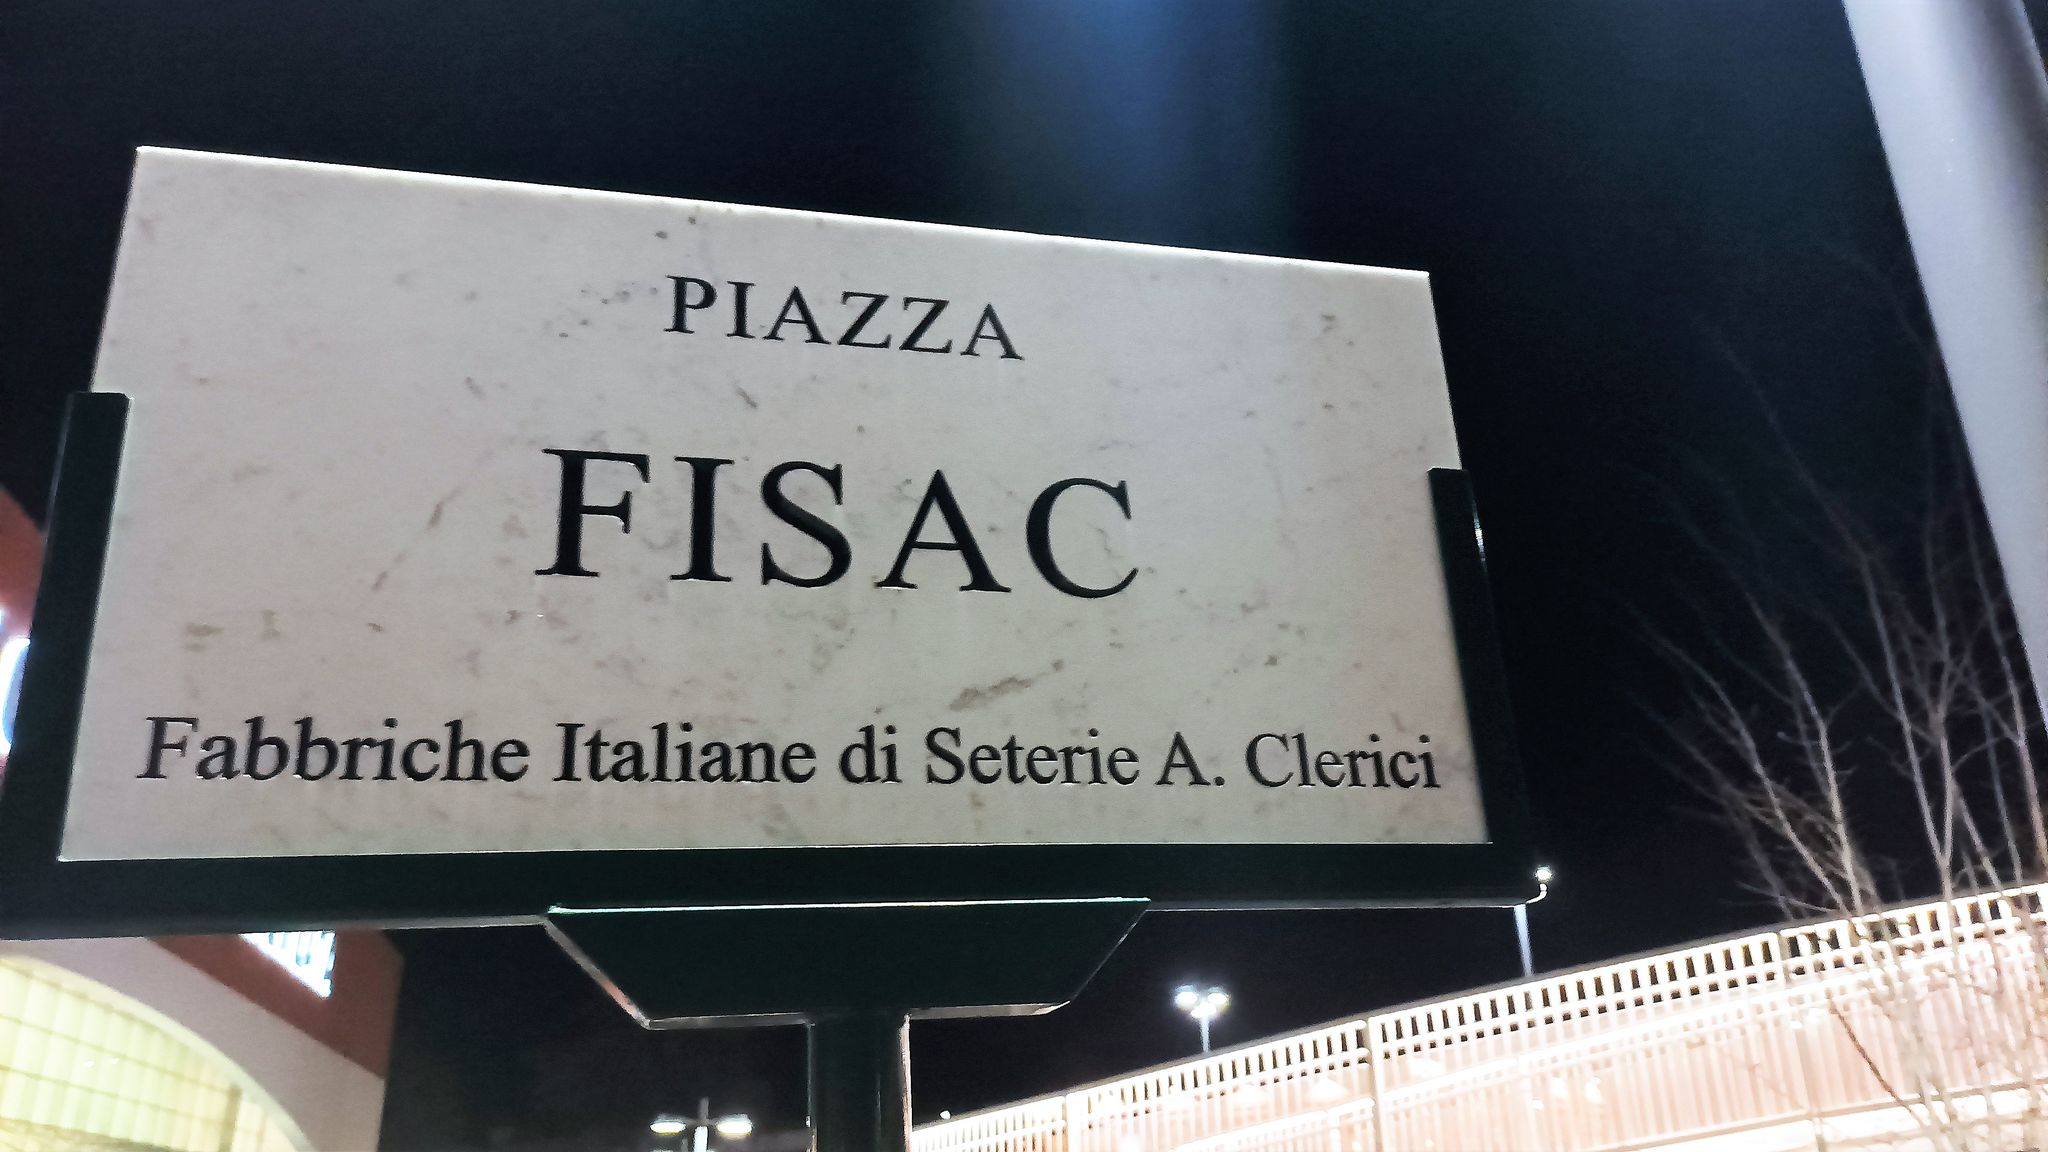 PIAZZA
FISAC
Fabbriche Italiane di Seterie A. Clerici